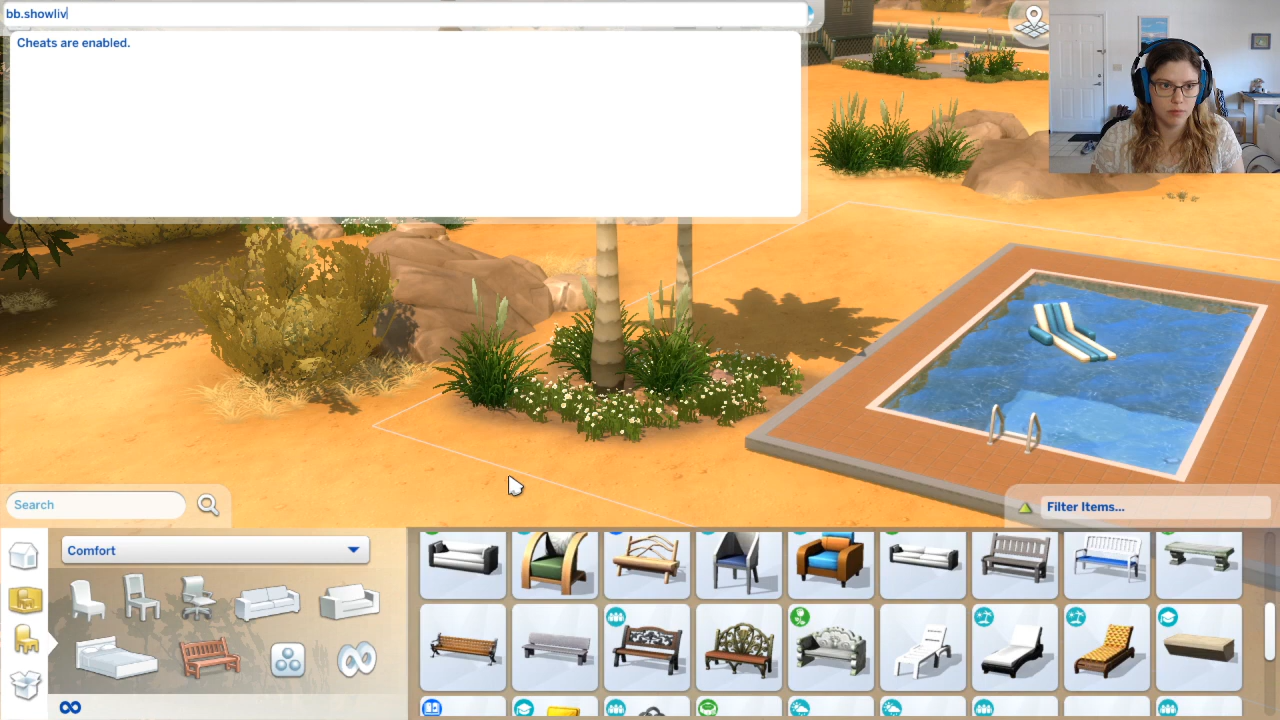 bb.showliv
Cheats are enabled.
Search
Filter Items...
Comfort